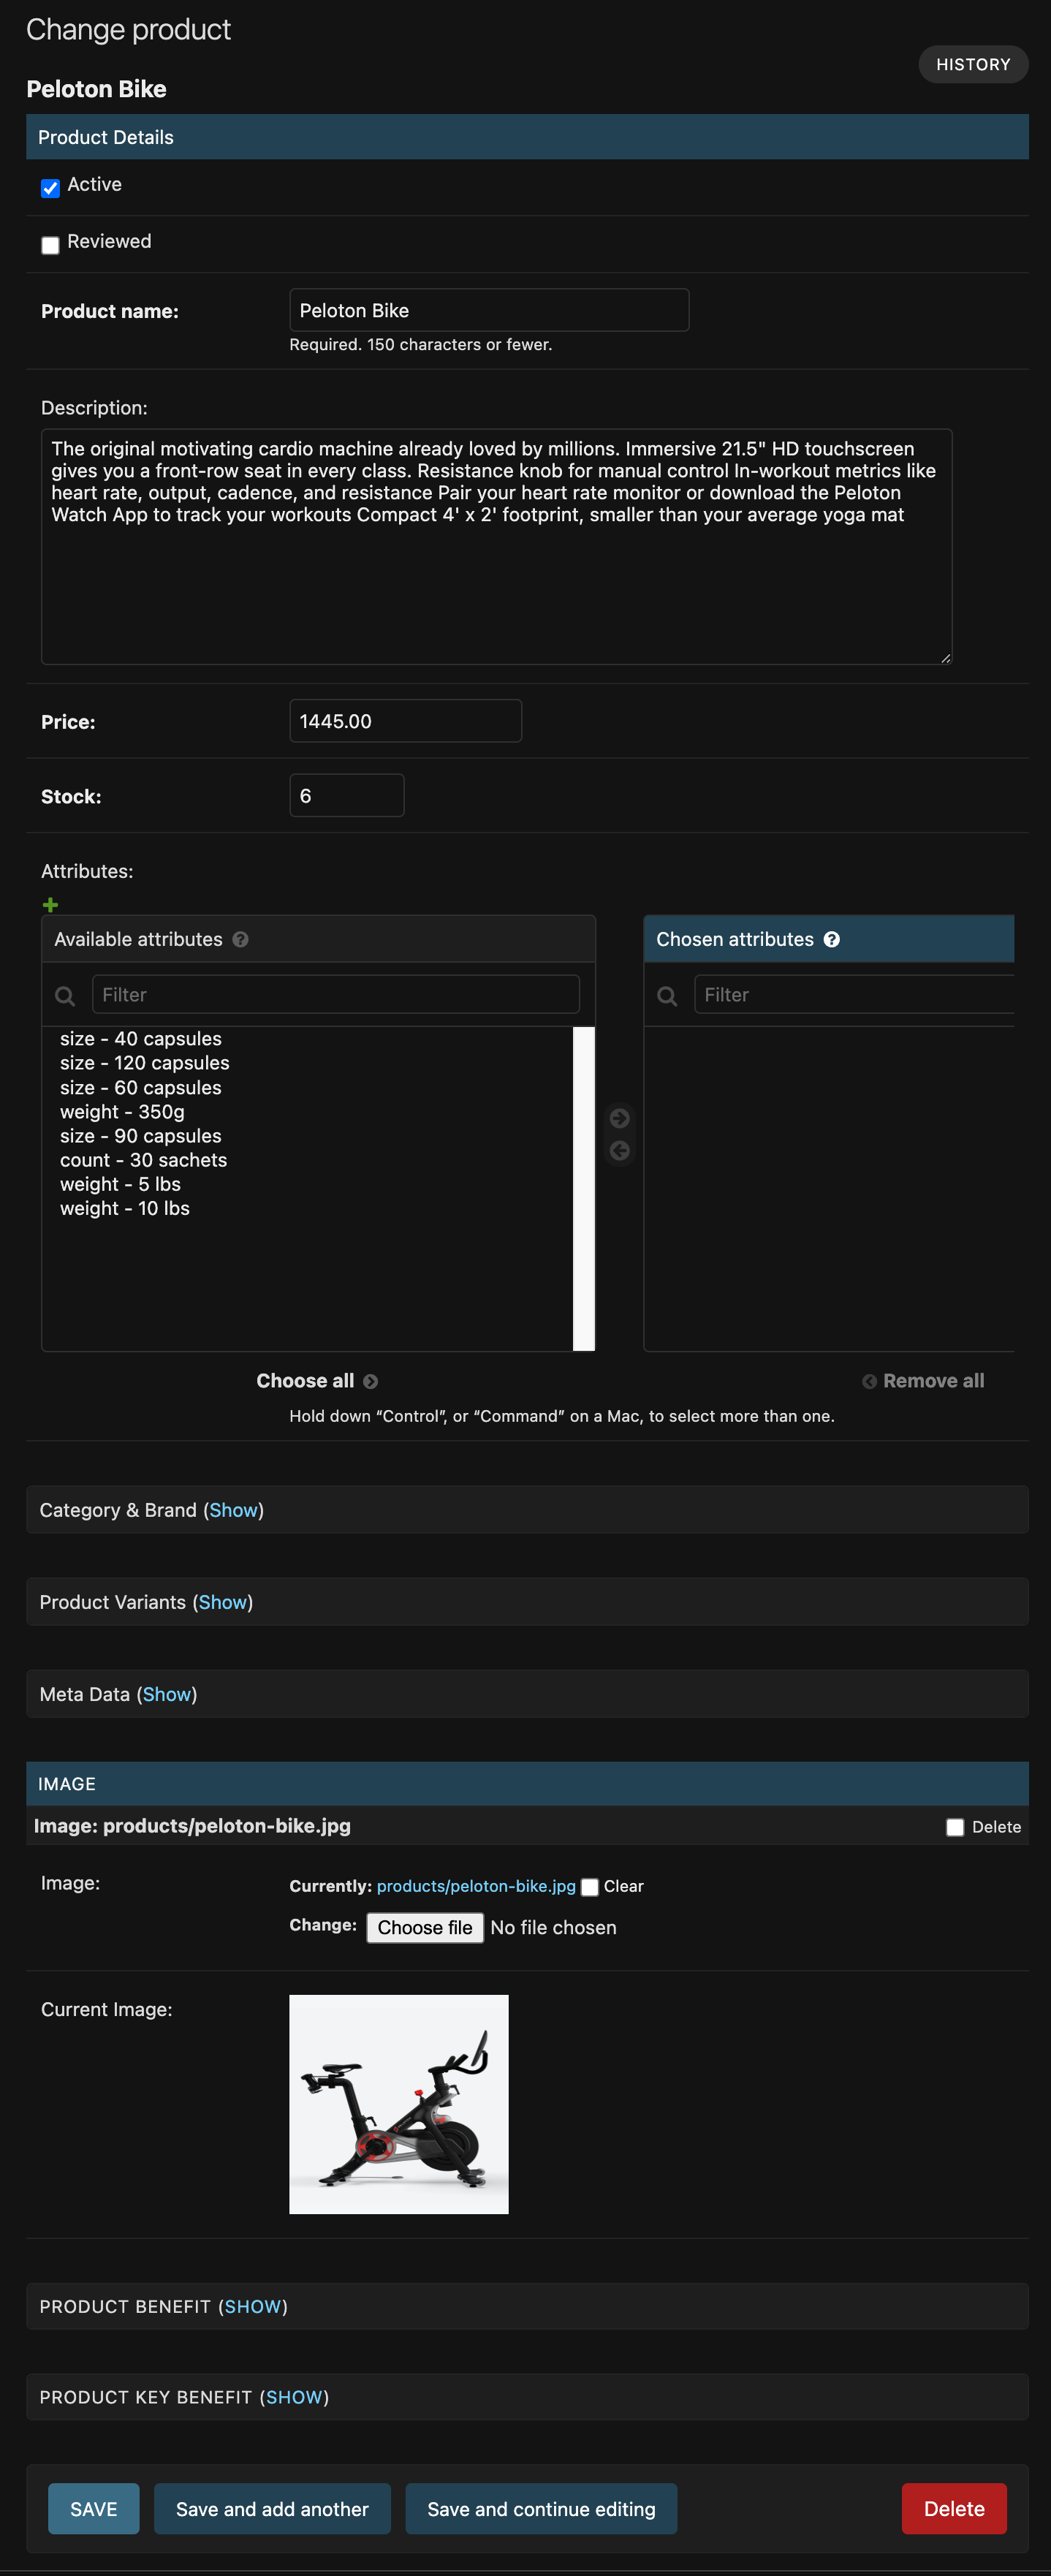 Change product
HISTORY
Peloton Bike
Product Details
Active
Reviewed
Product name:
Peloton Bike
Required. 150 characters or fewer.
Description:
The original motivating cardio machine already loved by millions. Immersive 21.5" HD touchscreen
gives you a front-row seat in every class. Resistance knob for manual control In-workout metrics like
heart rate, output, cadence, and resistance Pair your heart rate monitor or download the Peloton
Watch App to track your workouts Compact 4' x 2' footprint, smaller than your average yoga mat
Price:
1445.00
Stock:
6
Attributes:
Available attributes ?
Filter
size - 40 capsules
size - 120 capsules
size - 60 capsules
weight - 350g
size - 90 capsules
count - 30 sachets
weight - 5 lbs
weight - 10 lbs
Choose all
Chosen attributes ?
Filter
Remove all
Hold down “Control”, or “Command” on a Mac, to select more than one.
Category & Brand (Show)
Product Variants (Show)
Meta Data (Show)
IMAGE
Image: products/peloton-bike.jpg
Delete
Image:
Currently: products/peloton-bike.jpg Clear
Change: Choose file No file chosen
Current Image:
PRODUCT BENEFIT (SHOW)
PRODUCT KEY BENEFIT (SHOW)
SAVE
Save and add another
Save and continue editing
Delete